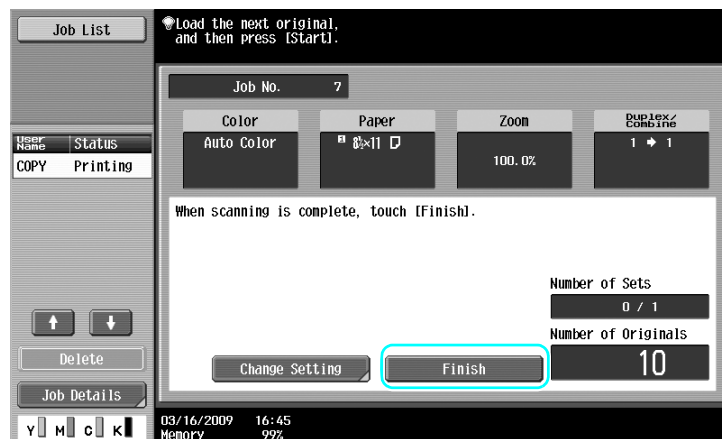 Job List
Load the next original,
and then press [Start].
Job No. 7
Color
Paper
Zoom
Duplex/
Combine
Auto Color
8½×11
100.0%
1 → 1
User
Name
Status
COPY Printing
When scanning is complete, touch [Finish].
Number of Sets
0 / 1
Number of Originals
10
Change Setting
Finish
Delete
Job Details
Y M C K
03/16/2009 16:45
Memory 99%